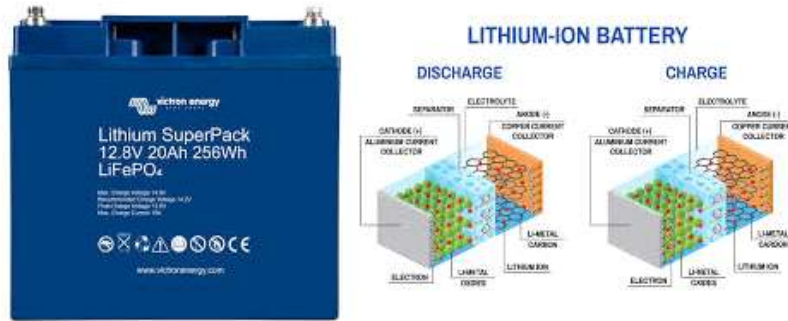 victron energy
Lithium SuperPack
12.8V 20Ah 256Wh
LiFePO₄
www.victronenergy.com
LITHIUM-ION BATTERY
DISCHARGE
SEPARATOR
ELECTROLYTE
ANODE (-)
COPPER CURRENT
COLLECTOR
CATHODE (+)
ALUMINIUM CURRENT
COLLECTOR
LI-METAL
CARBON
LITHIUM ION
LI-METAL
OXIDES
ELECTRON
CHARGE
SEPARATOR
ELECTROLYTE
ANODE (-)
COPPER CURRENT
COLLECTOR
CATHODE (+)
ALUMINIUM CURRENT
COLLECTOR
LI-METAL
CARBON
LITHIUM ION
LI-METAL
OXIDES
ELECTRON